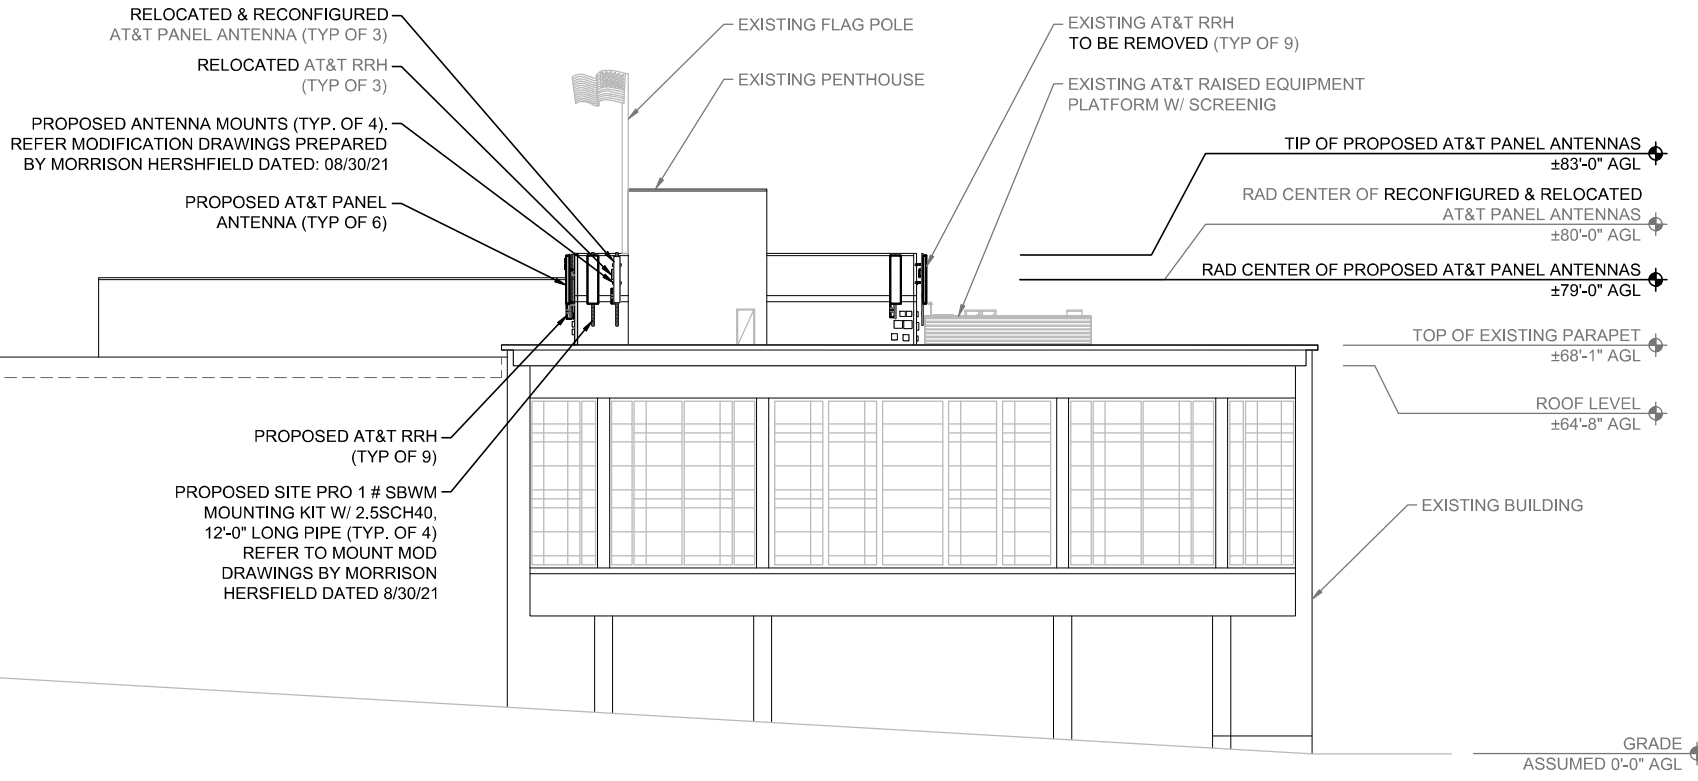 RELOCATED & RECONFIGURED
AT&T PANEL ANTENNA (TYP OF 3)
RELOCATED AT&T RRH
(TYP OF 3)
PROPOSED ANTENNA MOUNTS (TYP. OF 4).
REFER MODIFICATION DRAWINGS PREPARED
BY MORRISON HERSHFIELD DATED: 08/30/21
PROPOSED AT&T PANEL
ANTENNA (TYP OF 6)
PROPOSED AT&T RRH
(TYP OF 9)
PROPOSED SITE PRO 1 # SBWM
MOUNTING KIT W/ 2.5SCH40,
12'-0" LONG PIPE (TYP. OF 4)
REFER TO MOUNT MOD
DRAWINGS BY MORRISON
HERSFIELD DATED 8/30/21
EXISTING FLAG POLE
EXISTING PENTHOUSE
EXISTING AT&T RRH
TO BE REMOVED (TYP OF 9)
EXISTING AT&T RAISED EQUIPMENT
PLATFORM W/ SCREENIG
TIP OF PROPOSED AT&T PANEL ANTENNAS
±83'-0" AGL
RAD CENTER OF RECONFIGURED & RELOCATED
AT&T PANEL ANTENNAS
±80'-0" AGL
RAD CENTER OF PROPOSED AT&T PANEL ANTENNAS
±79'-0" AGL
TOP OF EXISTING PARAPET
±68'-1" AGL
ROOF LEVEL
±64'-8" AGL
EXISTING BUILDING
GRADE
ASSUMED 0'-0" AGL